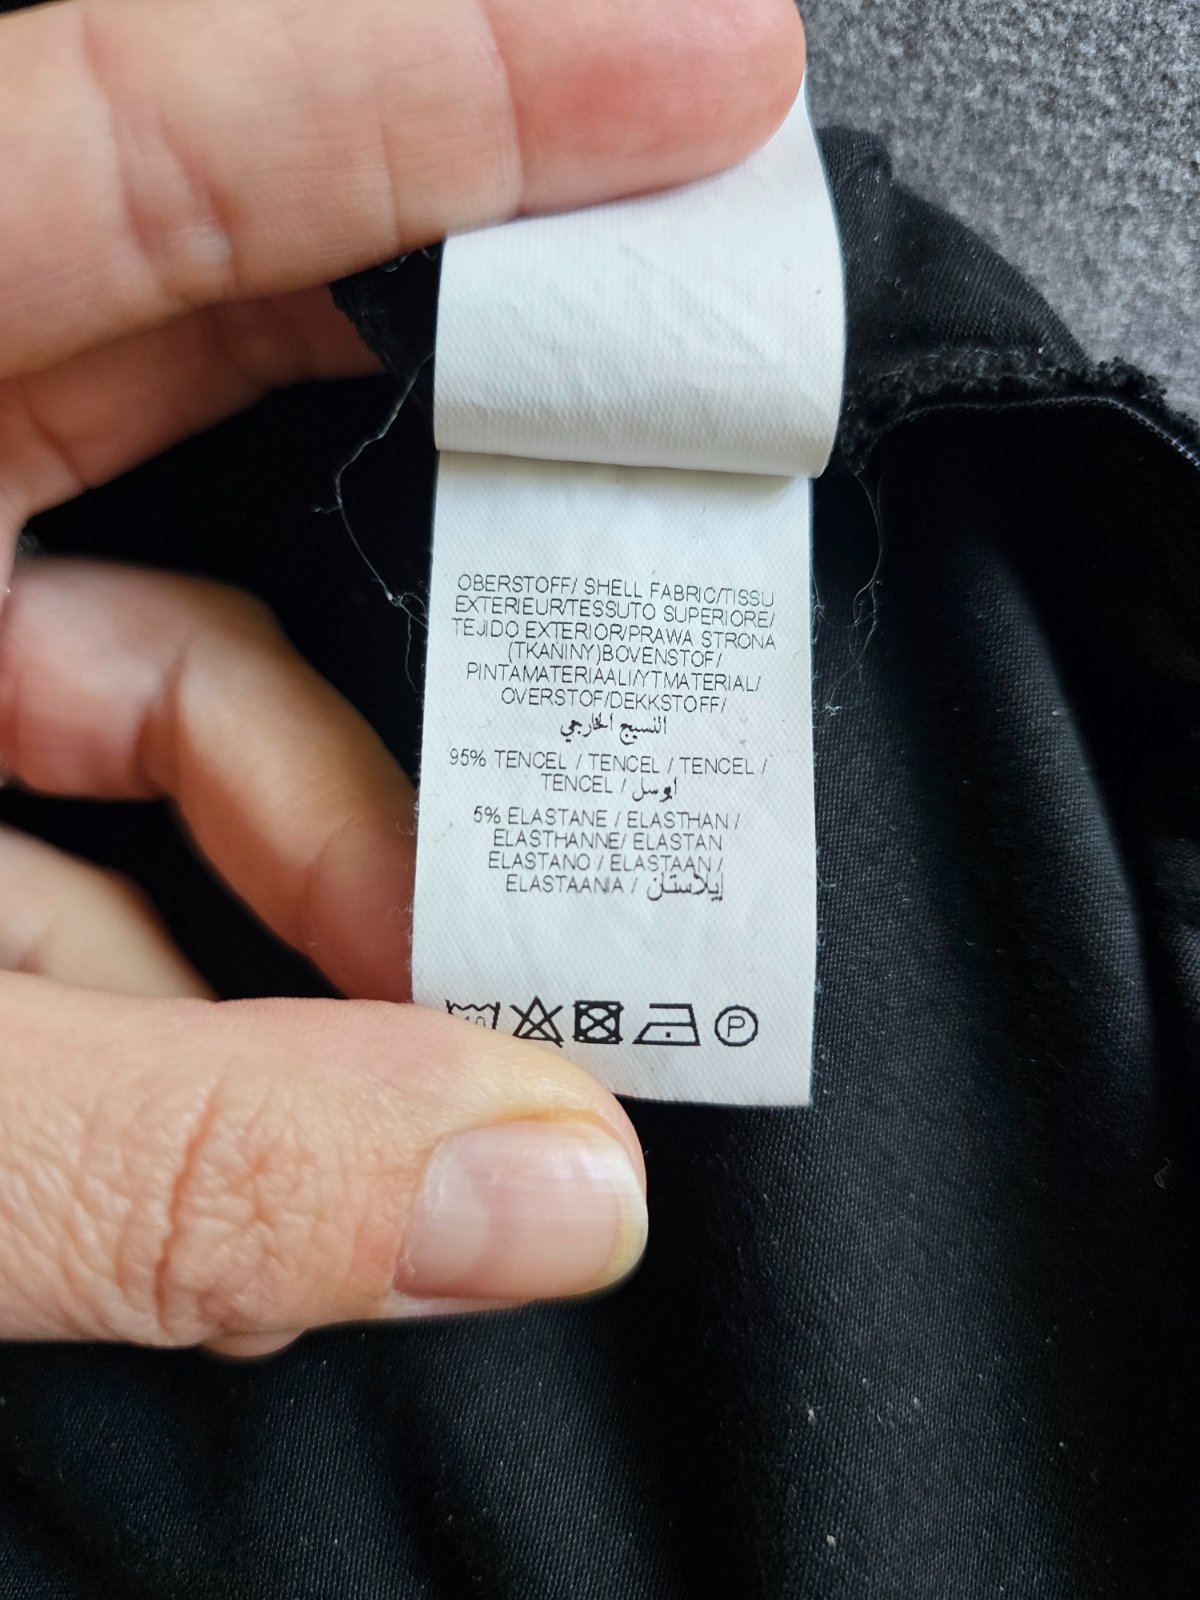 OBERSTOFF/ SHELL FABRIC/TISSU
EXTERIEUR/TESSUTO SUPERIORE/
TEJIDO EXTERIOR/PRAWA STRONA
(TKANINY)BOVENSTOF/
PINTAMATERIAALI/YTMATERIAL/
OVERSTOF/DEKKSTOFF/
النسيج الخارجي
95% TENCEL / TENCEL / TENCEL /
TENCEL /
5% ELASTANE / ELASTHAN /
ELASTHANNE/ ELASTAN
ELASTANO / ELASTAAN /
ELASTAANIA / إيلاستان
P